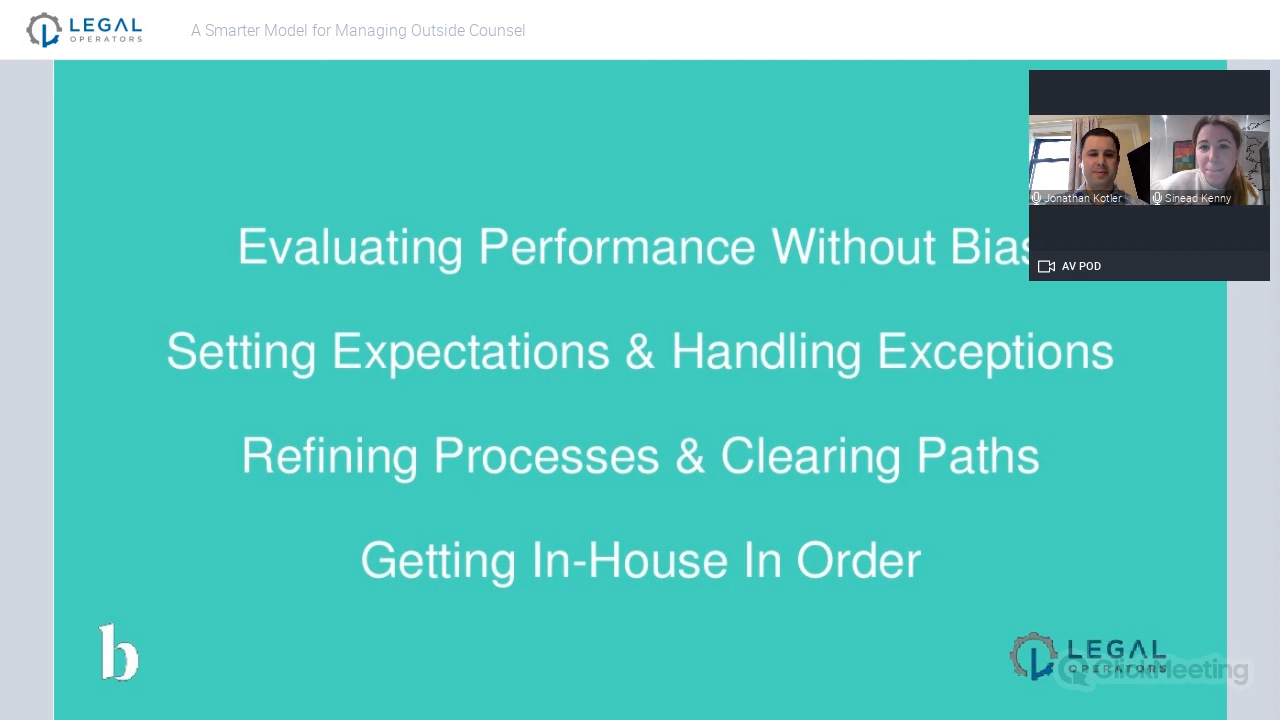 LEGAL
OPERATORS
A Smarter Model for Managing Outside Counsel
Evaluating Performance Without Bias
Jonathan Kotler
Sinead Kenny
AV POD
Setting Expectations & Handling Exceptions
Refining Processes & Clearing Paths
Getting In-House In Order
b
LEGAL
OPERATORS
ClickMeeting